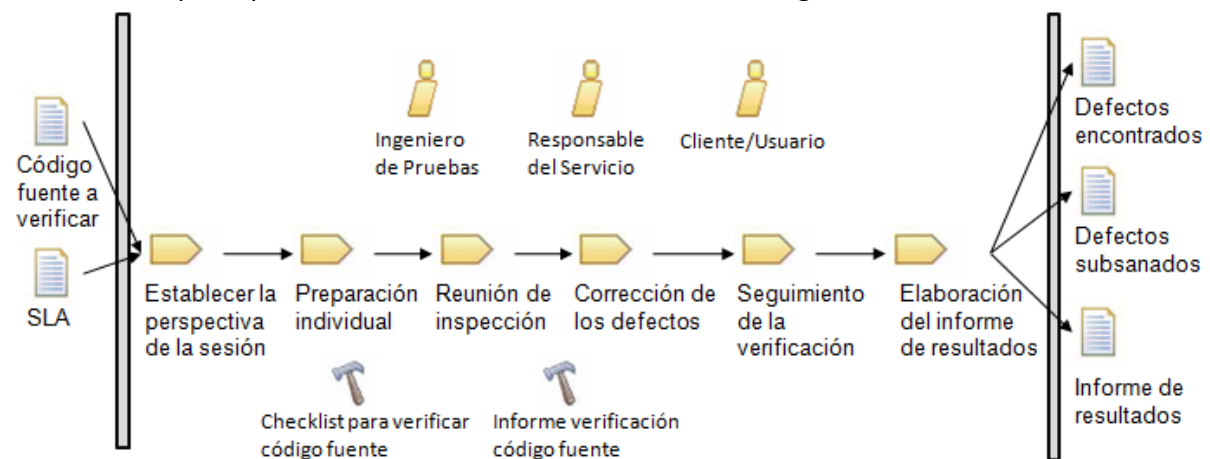 Código
fuente a
verificar
SLA
Ingeniero
de Pruebas
Responsable
del Servicio
Cliente/Usuario
Establecer la
perspectiva
de la sesión
Preparación
individual
Reunión de
inspección
Corrección de
los defectos
Seguimiento
de la
verificación
Elaboración
del informe
de resultados
Checklist para verificar
código fuente
Informe verificación
código fuente
Defectos
encontrados
Defectos
subsanados
Informe de
resultados